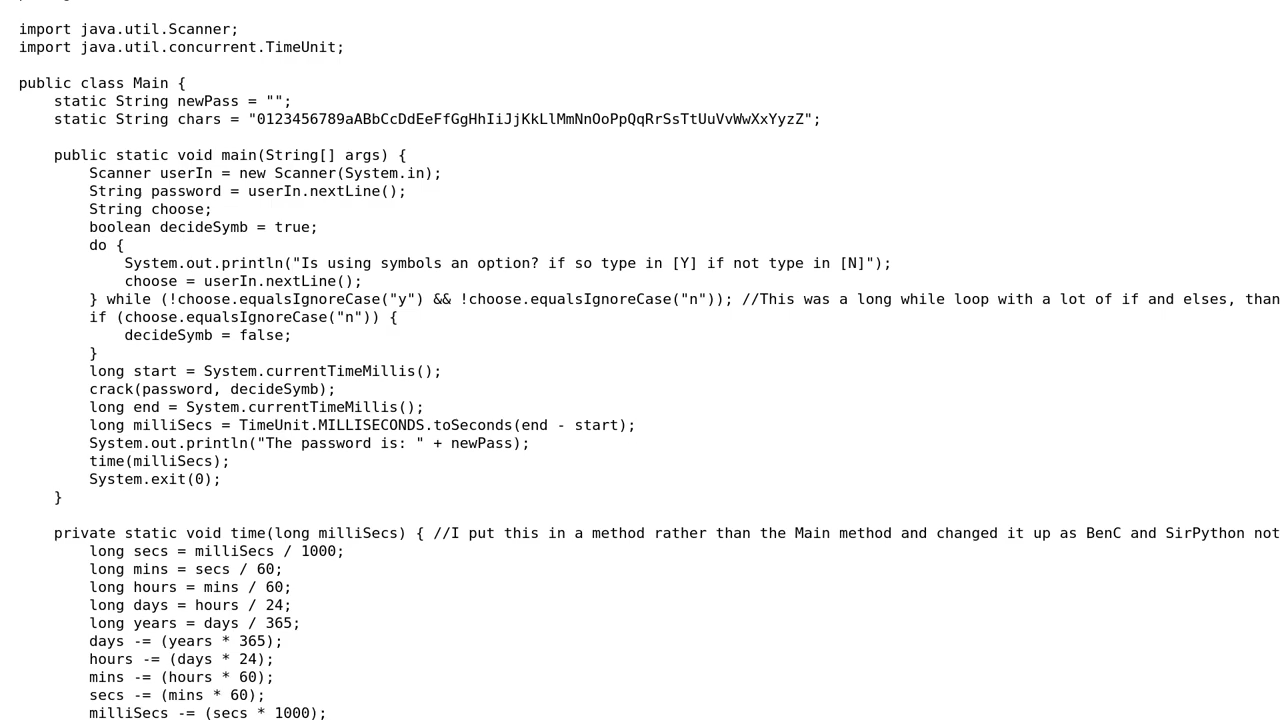 import java.util.Scanner;
import java.util.concurrent.TimeUnit;
public class Main {
static String newPass = "";
static String chars = "0123456789aABbCcDdEeFfGgHhIiJjKkLlMmNnOoPpQqRrSsTtUuVvWwXxYyzZ";
public static void main(String[] args) {
Scanner userIn = new Scanner(System.in);
String password = userIn.nextLine();
String choose;
boolean decideSymb = true;
do {
System.out.println("Is using symbols an option? if so type in [Y] if not type in [N]");
choose = userIn.nextLine();
} while (!choose.equalsIgnoreCase("y") && !choose.equalsIgnoreCase("n")); //This was a long while loop with a lot of if and elses, than
if (choose.equalsIgnoreCase("n")) {
decideSymb = false;
}
long start = System.currentTimeMillis();
crack(password, decideSymb);
long end = System.currentTimeMillis();
long milliSecs = TimeUnit.MILLISECONDS.toSeconds(end - start);
System.out.println("The password is: " + newPass);
time(milliSecs);
System.exit(0);
}
private static void time(long milliSecs) { //I put this in a method rather than the Main method and changed it up as BenC and SirPython not
long secs = milliSecs / 1000;
long mins = secs / 60;
long hours = mins / 60;
long days = hours / 24;
long years = days / 365;
days -= (years * 365);
hours -= (days * 24);
mins -= (hours * 60);
secs -= (mins * 60);
milliSecs -= (secs * 1000);